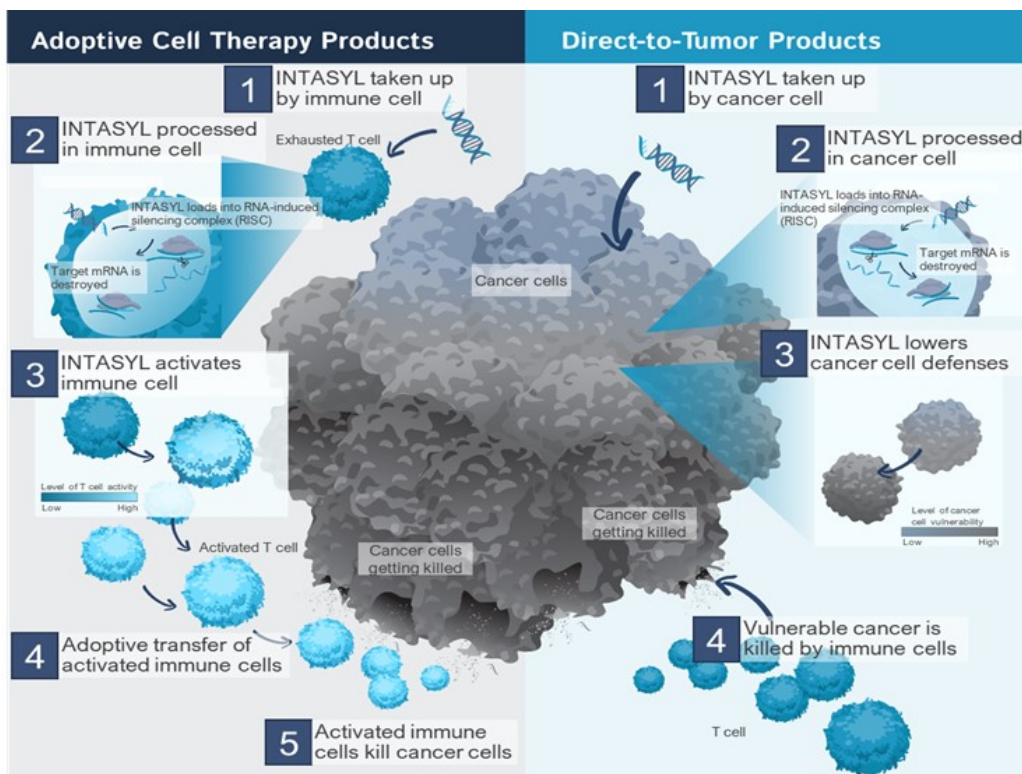 Adoptive Cell Therapy Products
1
INTASYL taken up
by immune cell
Exhausted T cell
2
INTASYL processed
in immune cell
INTASYL loads into RNA-induced
silencing complex (RISC)
Target mRNA is
destroyed
3
INTASYL activates
immune cell
Level of T cell activity
Low High
Activated T cell
4
Adoptive transfer of
activated immune cells
5
Activated immune
cells kill cancer cells
Cancer cells
Cancer cells
getting killed
Cancer cells
getting killed
Direct-to-Tumor Products
1
INTASYL taken up
by cancer cell
2
INTASYL processed
in cancer cell
INTASYL loads into RNA-
induced silencing complex
(RISC)
Target mRNA is
destroyed
3
INTASYL lowers
cancer cell defenses
Level of cancer
cell vulnerability
Low High
4
Vulnerable cancer is
killed by immune cells
T cell